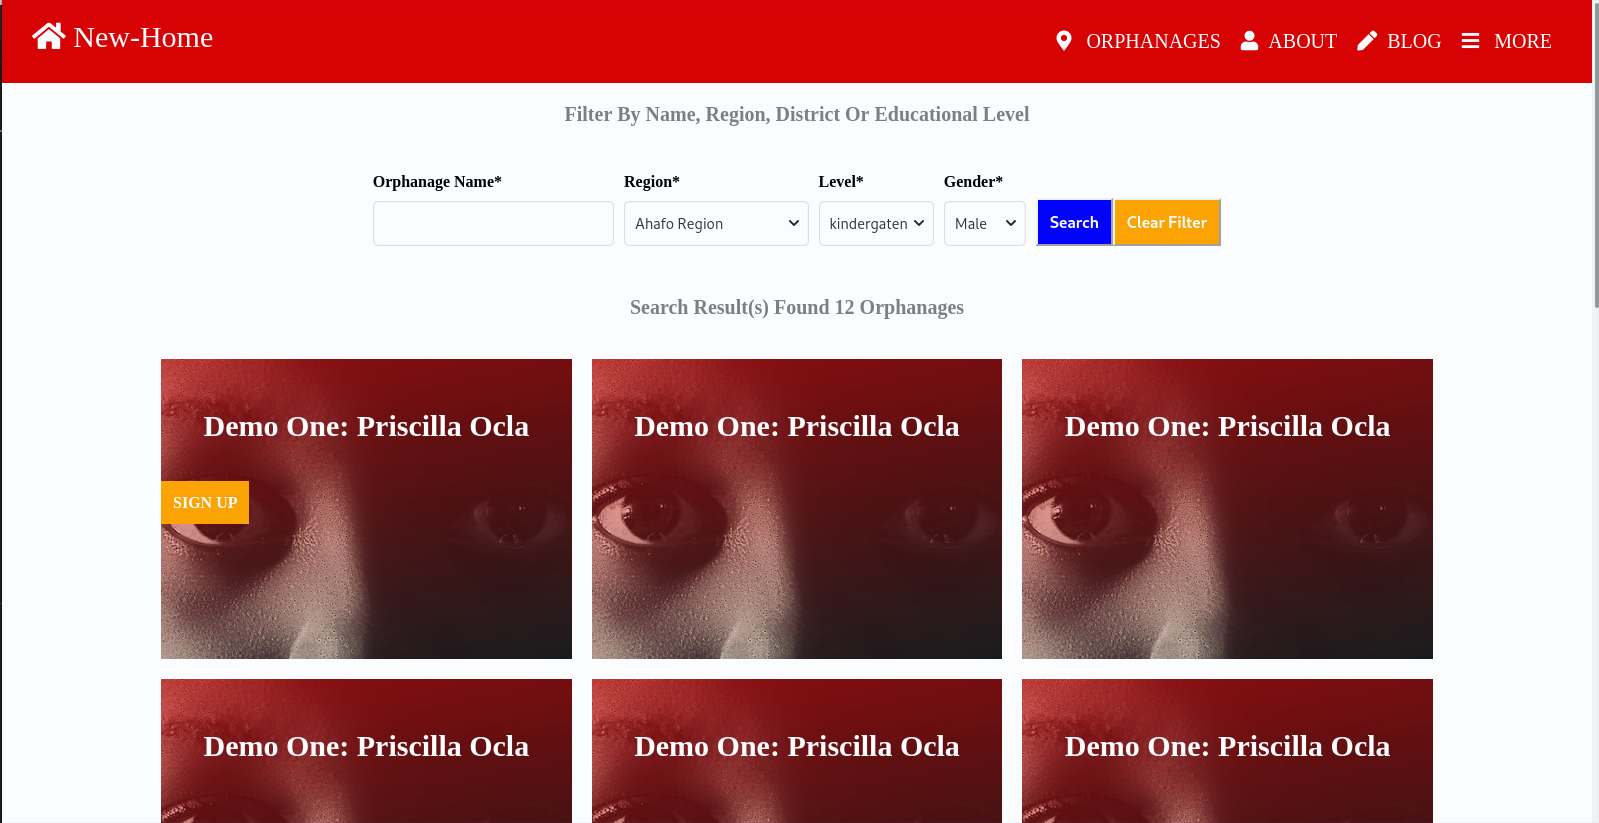 New-Home
ORPHANAGES ABOUT BLOG MORE
Filter By Name, Region, District Or Educational Level
Orphanage Name* Region* Level* Gender*
Ahafo Region kindergaten Male Search Clear Filter
Search Result(s) Found 12 Orphanages
Demo One: Priscilla Ocla Demo One: Priscilla Ocla Demo One: Priscilla Ocla
SIGN UP
Demo One: Priscilla Ocla Demo One: Priscilla Ocla Demo One: Priscilla Ocla